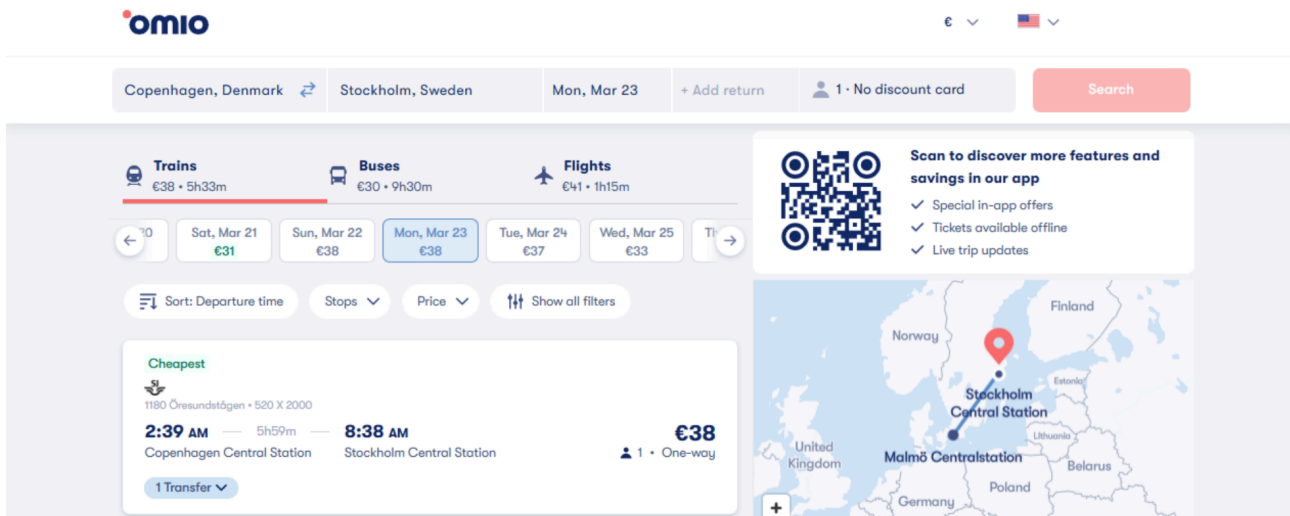 omio
€
Copenhagen, Denmark
Stockholm, Sweden
Mon, Mar 23
+ Add return
1 · No discount card
Search
Trains
€38 • 5h33m
Buses
€30 • 9h30m
Flights
€41 • 1h15m
Sat, Mar 21
€31
Sun, Mar 22
€38
Mon, Mar 23
€38
Tue, Mar 24
€37
Wed, Mar 25
€33
Sort: Departure time
Stops
Price
Show all filters
Cheapest
SJ
1180 Öresundstågen • 520 X 2000
2:39 AM
5h59m
8:38 AM
€38
Copenhagen Central Station
Stockholm Central Station
1 • One-way
1 Transfer
Scan to discover more features and
savings in our app
Special in-app offers
Tickets available offline
Live trip updates
Finland
Norway
Estonia
Stockholm
Central Station
Lithuania
United
Kingdom
Malmö Centralstation
Belarus
Poland
Germany
+